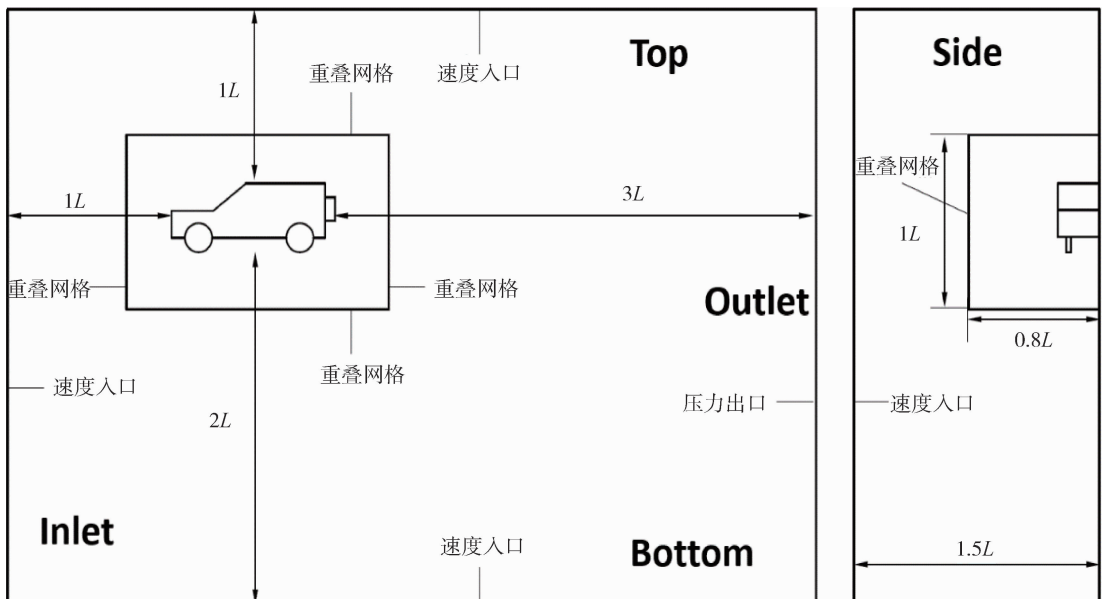 Top
速度入口
重叠网格
1L
1L
3L
重叠网格
重叠网格
Outlet
重叠网格
速度入口
2L
压力出口
Inlet
速度入口
Bottom
Side
重叠网格
1L
0.8L
速度入口
1.5L